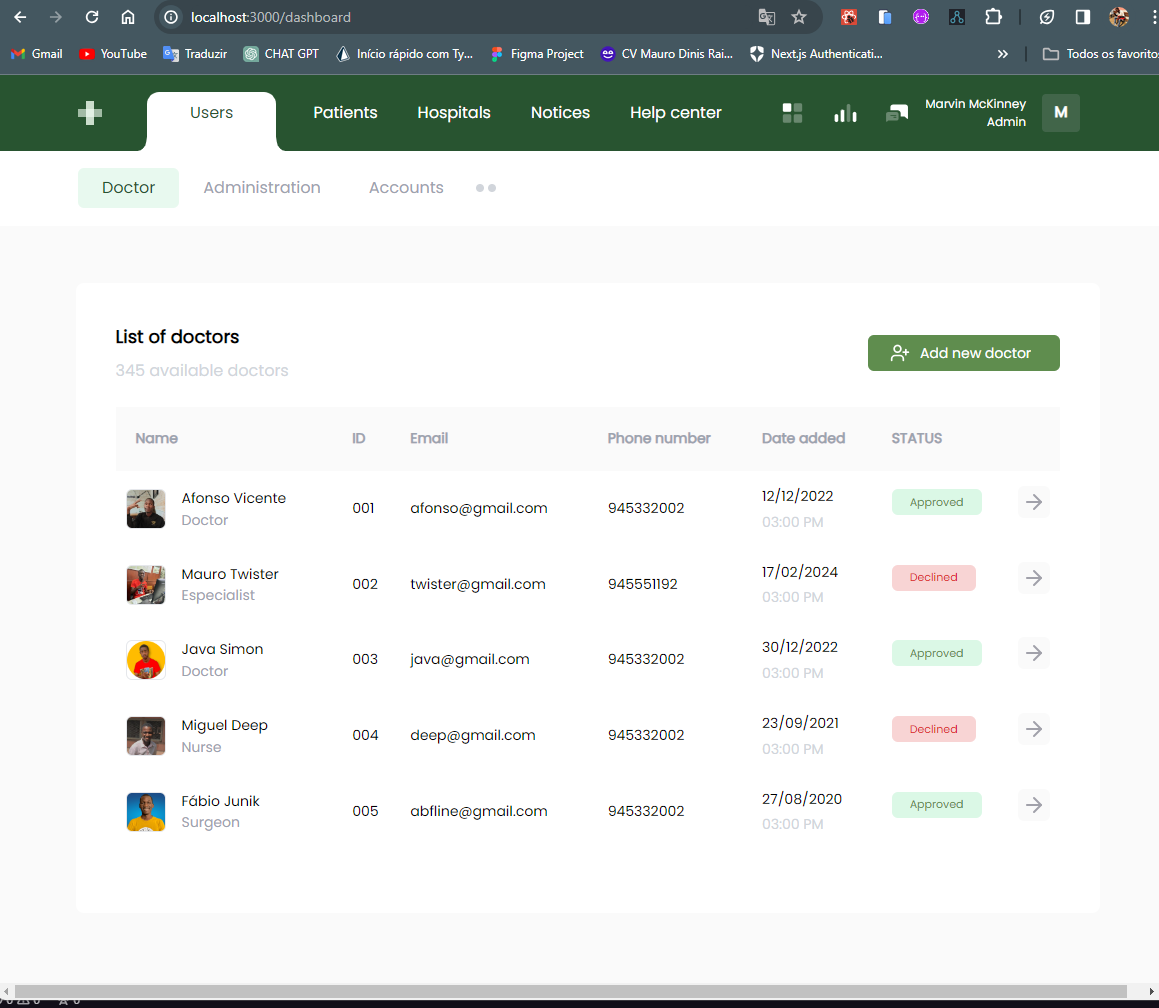 localhost:3000/dashboard
Gmail YouTube Traduzir CHAT GPT Início rápido com Ty... Figma Project CV Mauro Dinis Rai... Next.js Authenticati... » Todos os favorito
Users Patients Hospitals Notices Help center
Marvin McKinney
Admin
M
Doctor Administration Accounts
List of doctors
345 available doctors
Add new doctor
Name ID Email Phone number Date added STATUS
Afonso Vicente
Doctor
001 afonso@gmail.com 945332002
12/12/2022
03:00 PM
Approved
Mauro Twister
Especialist
002 twister@gmail.com 945551192
17/02/2024
03:00 PM
Declined
Java Simon
Doctor
003 java@gmail.com 945332002
30/12/2022
03:00 PM
Approved
Miguel Deep
Nurse
004 deep@gmail.com 945332002
23/09/2021
03:00 PM
Declined
Fábio Junik
Surgeon
005 abfline@gmail.com 945332002
27/08/2020
03:00 PM
Approved